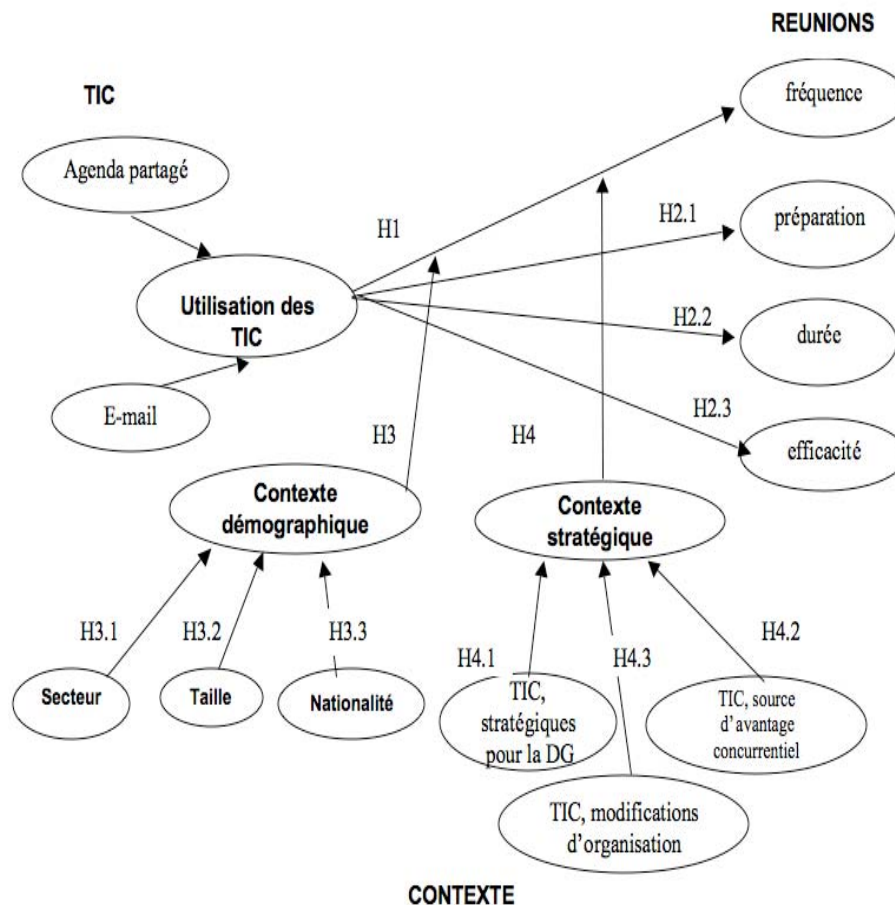 REUNIONS
fréquence
TIC
Agenda partagé
préparation
H2.1
H1
Utilisation des
TIC
H2.2
durée
E-mail
H2.3
H3
H4
efficacité
Contexte
démographique
Contexte
stratégique
H3.1
H3.2
H3.3
H4.1
H4.3
H4.2
Secteur
Taille
Nationalité
TIC,
stratégiques
pour la DG
TIC, source
d'avantage
concurrentiel
TIC, modifications
d'organisation
CONTEXTE